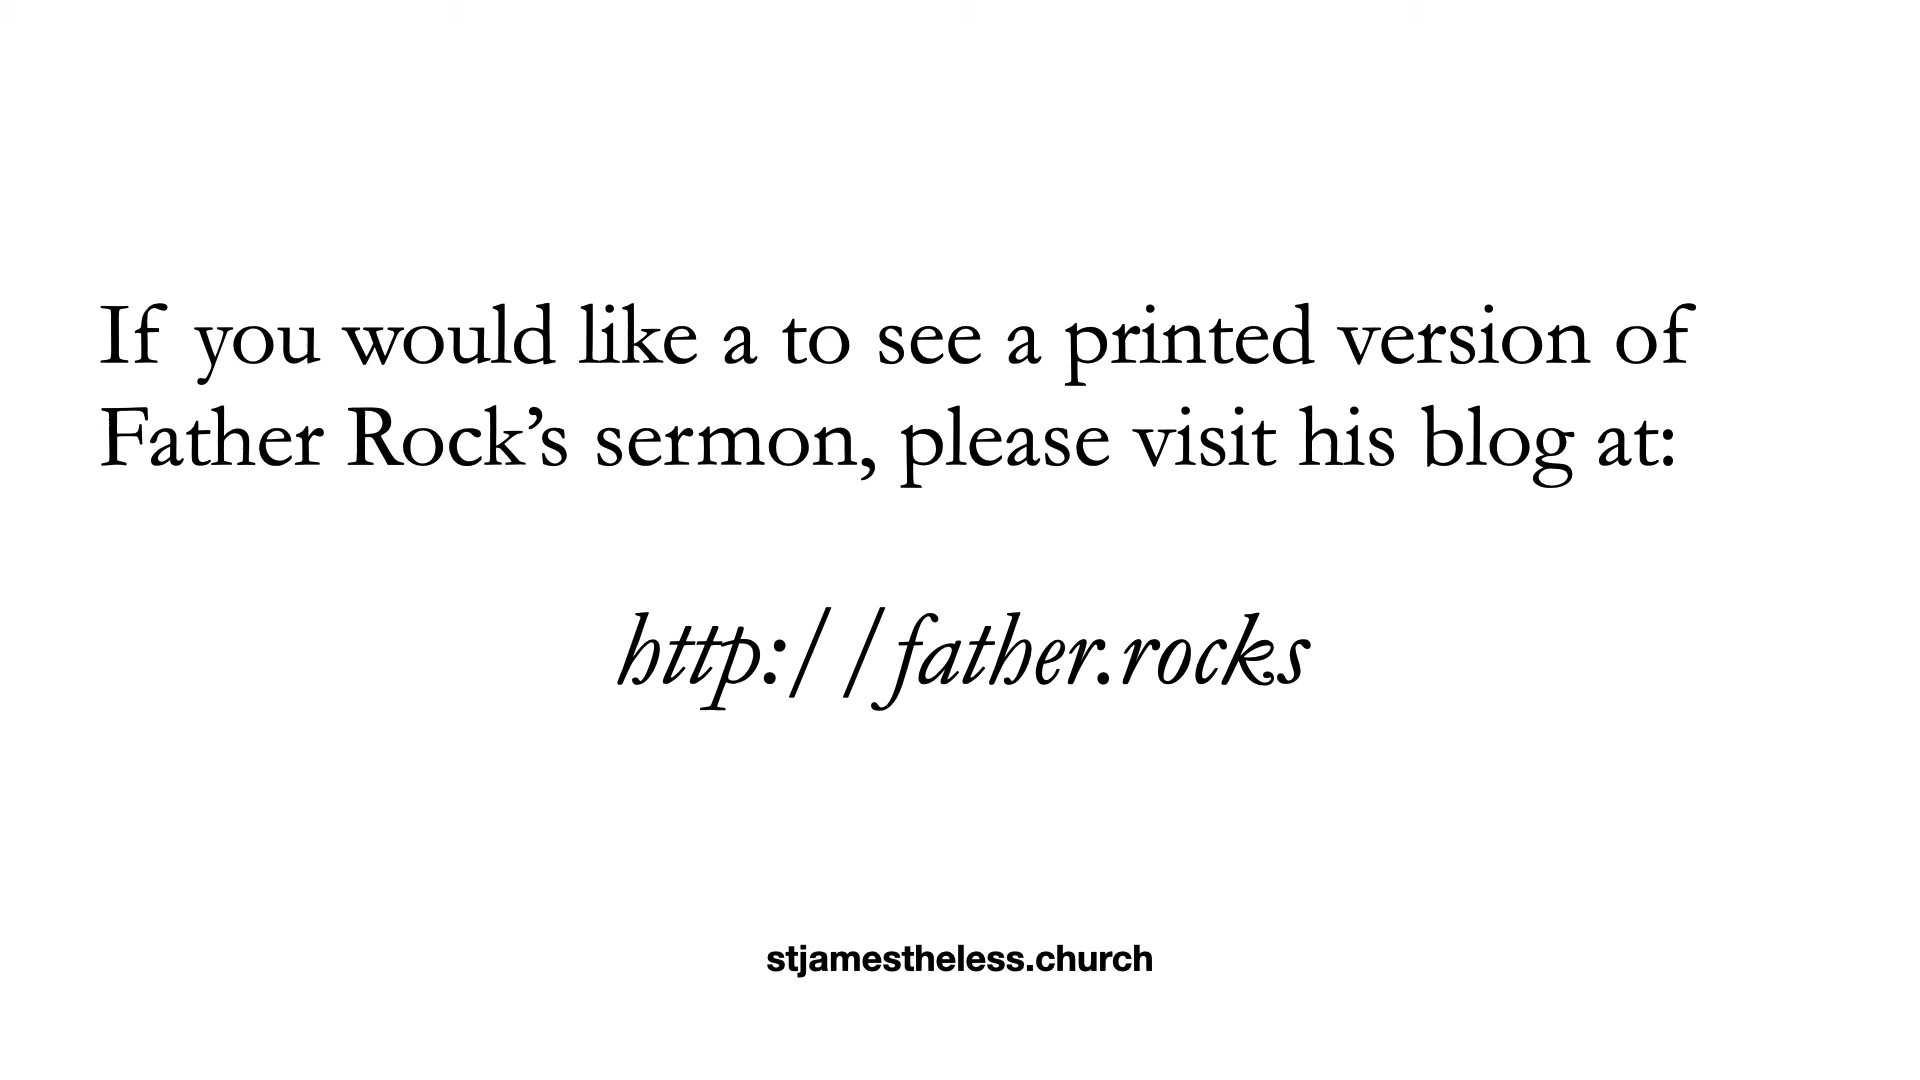 If you would like a to see a printed version of
Father Rock’s sermon, please visit his blog at:
http://father.rocks
stjamestheless.church